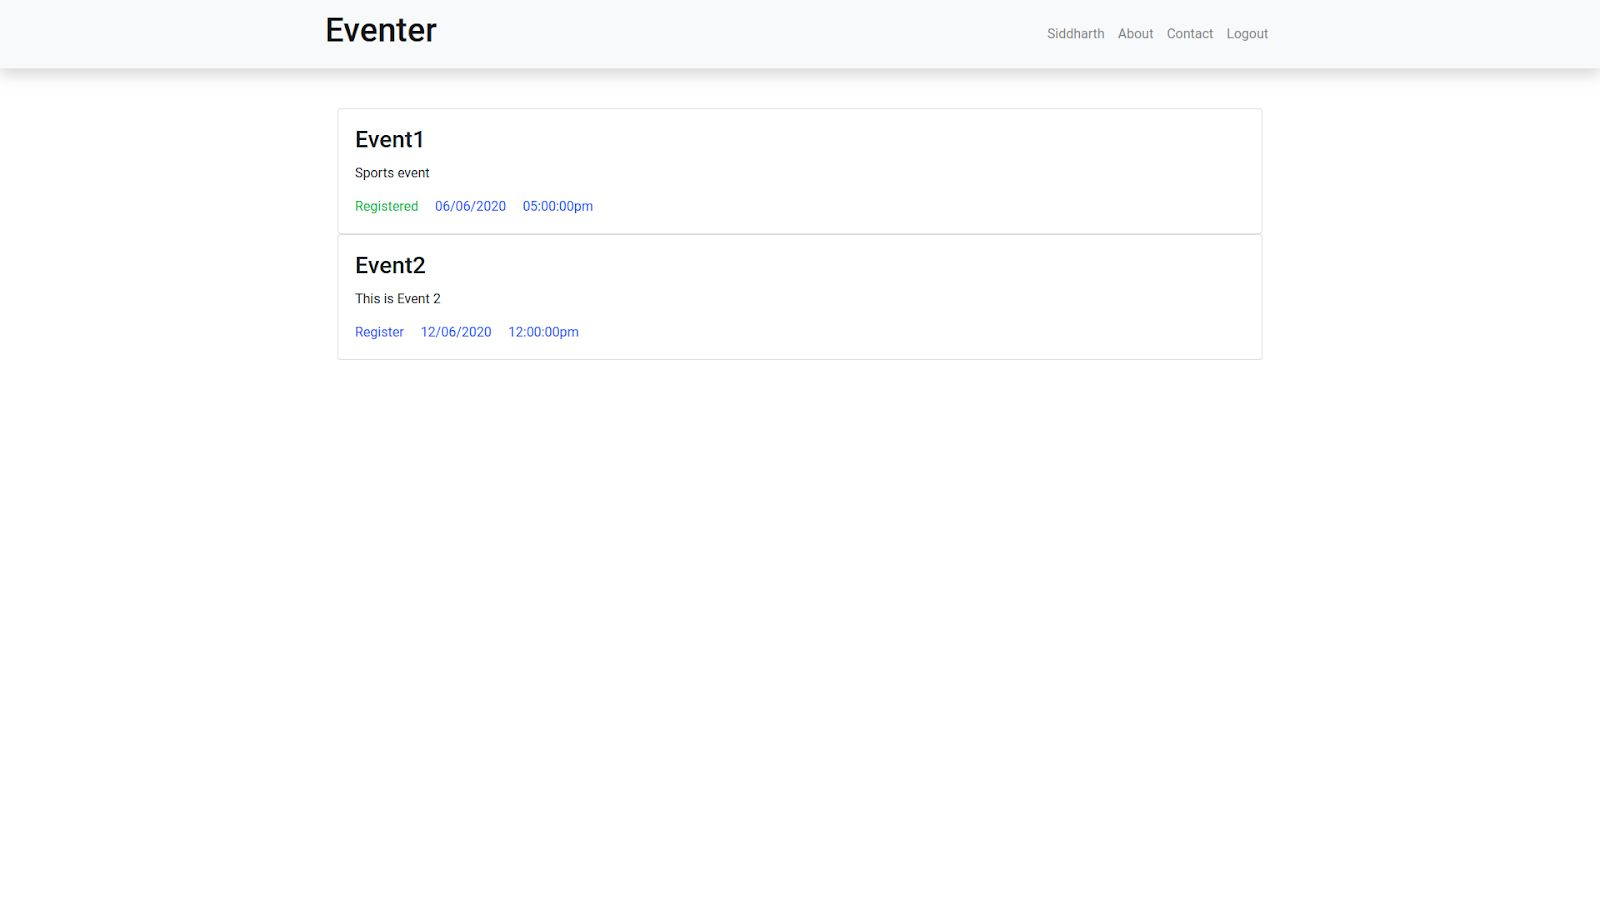 Eventer
Siddharth About Contact Logout
Event1
Sports event
Registered 06/06/2020 05:00:00pm
Event2
This is Event 2
Register 12/06/2020 12:00:00pm